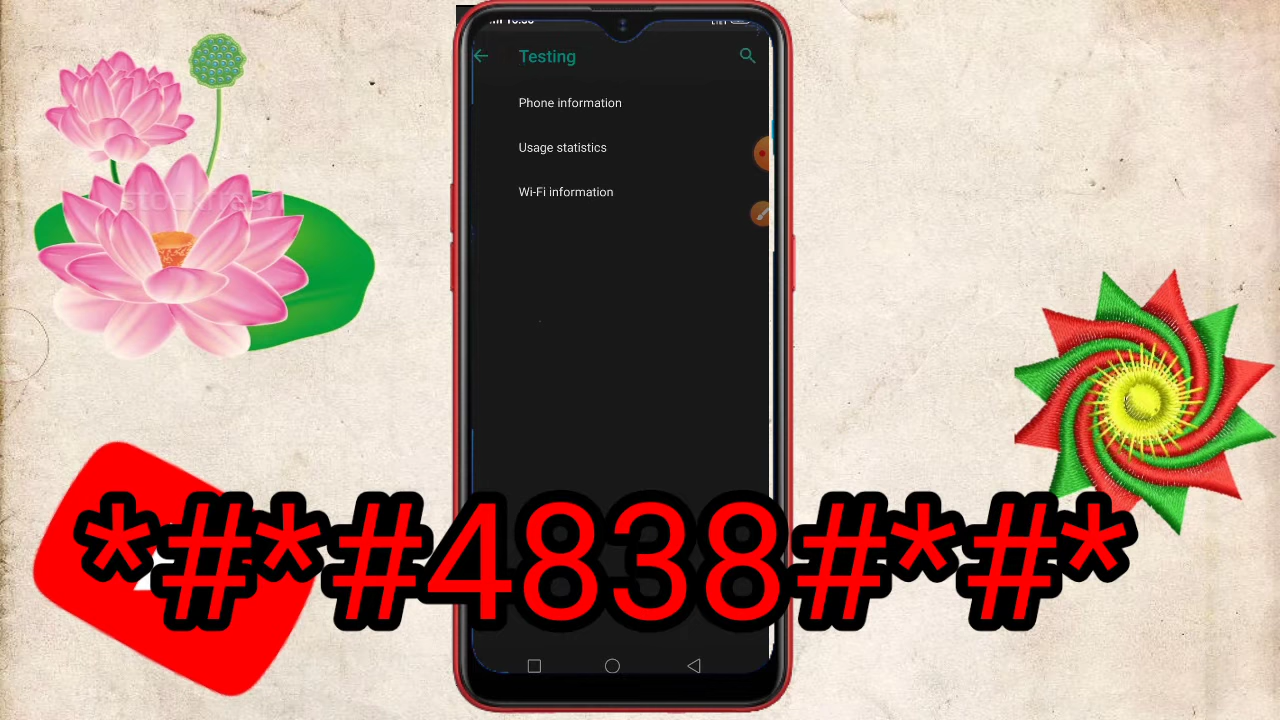 Testing
Phone information
Usage statistics
Wi-Fi information
*#*#4838#*#*